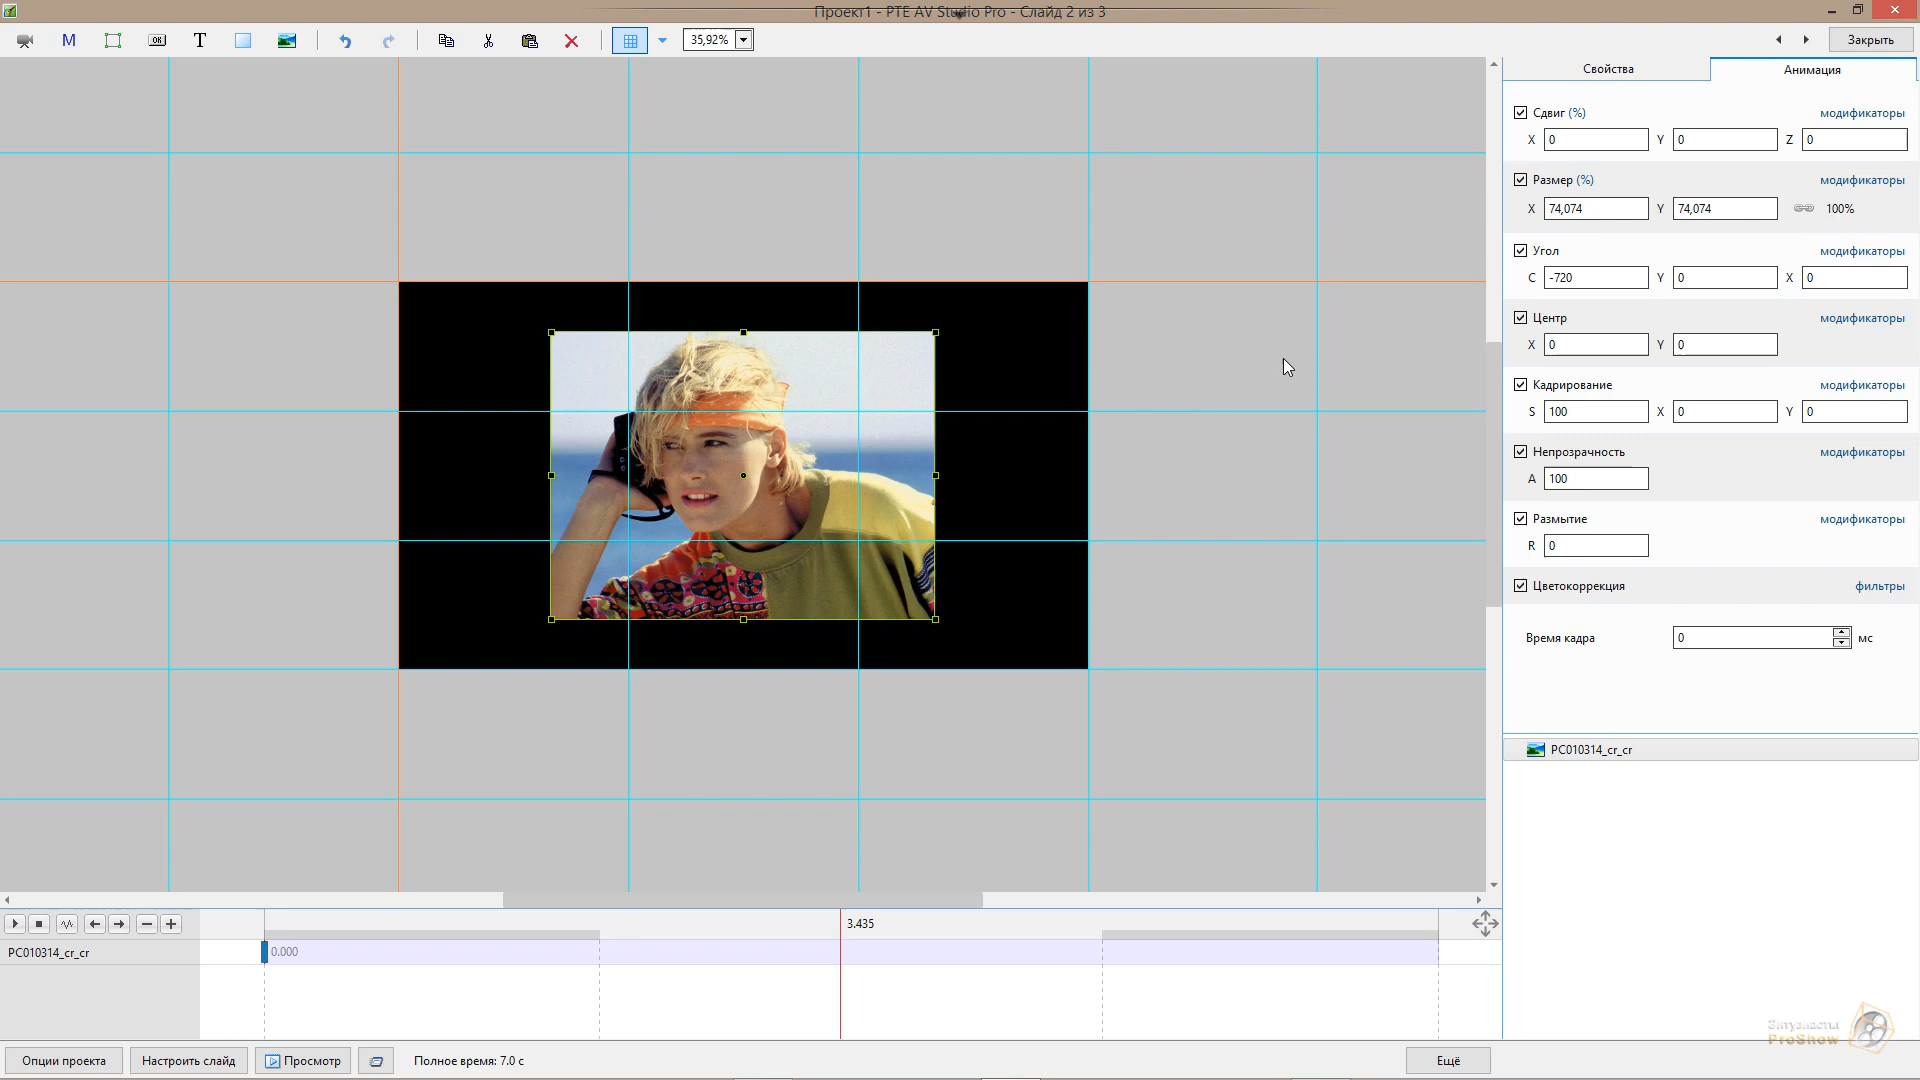 Проект1 - PTE AV Studio Pro - Слайд 2 из 3
M OK T 35,92% Закрыть
Свойства Анимация
Сдвиг (%) модификаторы
X 0 Y 0 Z 0
Размер (%) модификаторы
X 74,074 Y 74,074 100%
Угол модификаторы
C -720 Y 0 X 0
Центр модификаторы
X 0 Y 0
Кадрирование модификаторы
S 100 X 0 Y 0
Непрозрачность модификаторы
A 100
Размытие модификаторы
R 0
Цветокоррекция фильтры
Время кадра 0 мс
PC010314_cr_cr
3.435
PC010314_cr_cr 0.000
Энтузиасты
ProShow
Опции проекта Настроить слайд Просмотр Полное время: 7.0 с Ещё